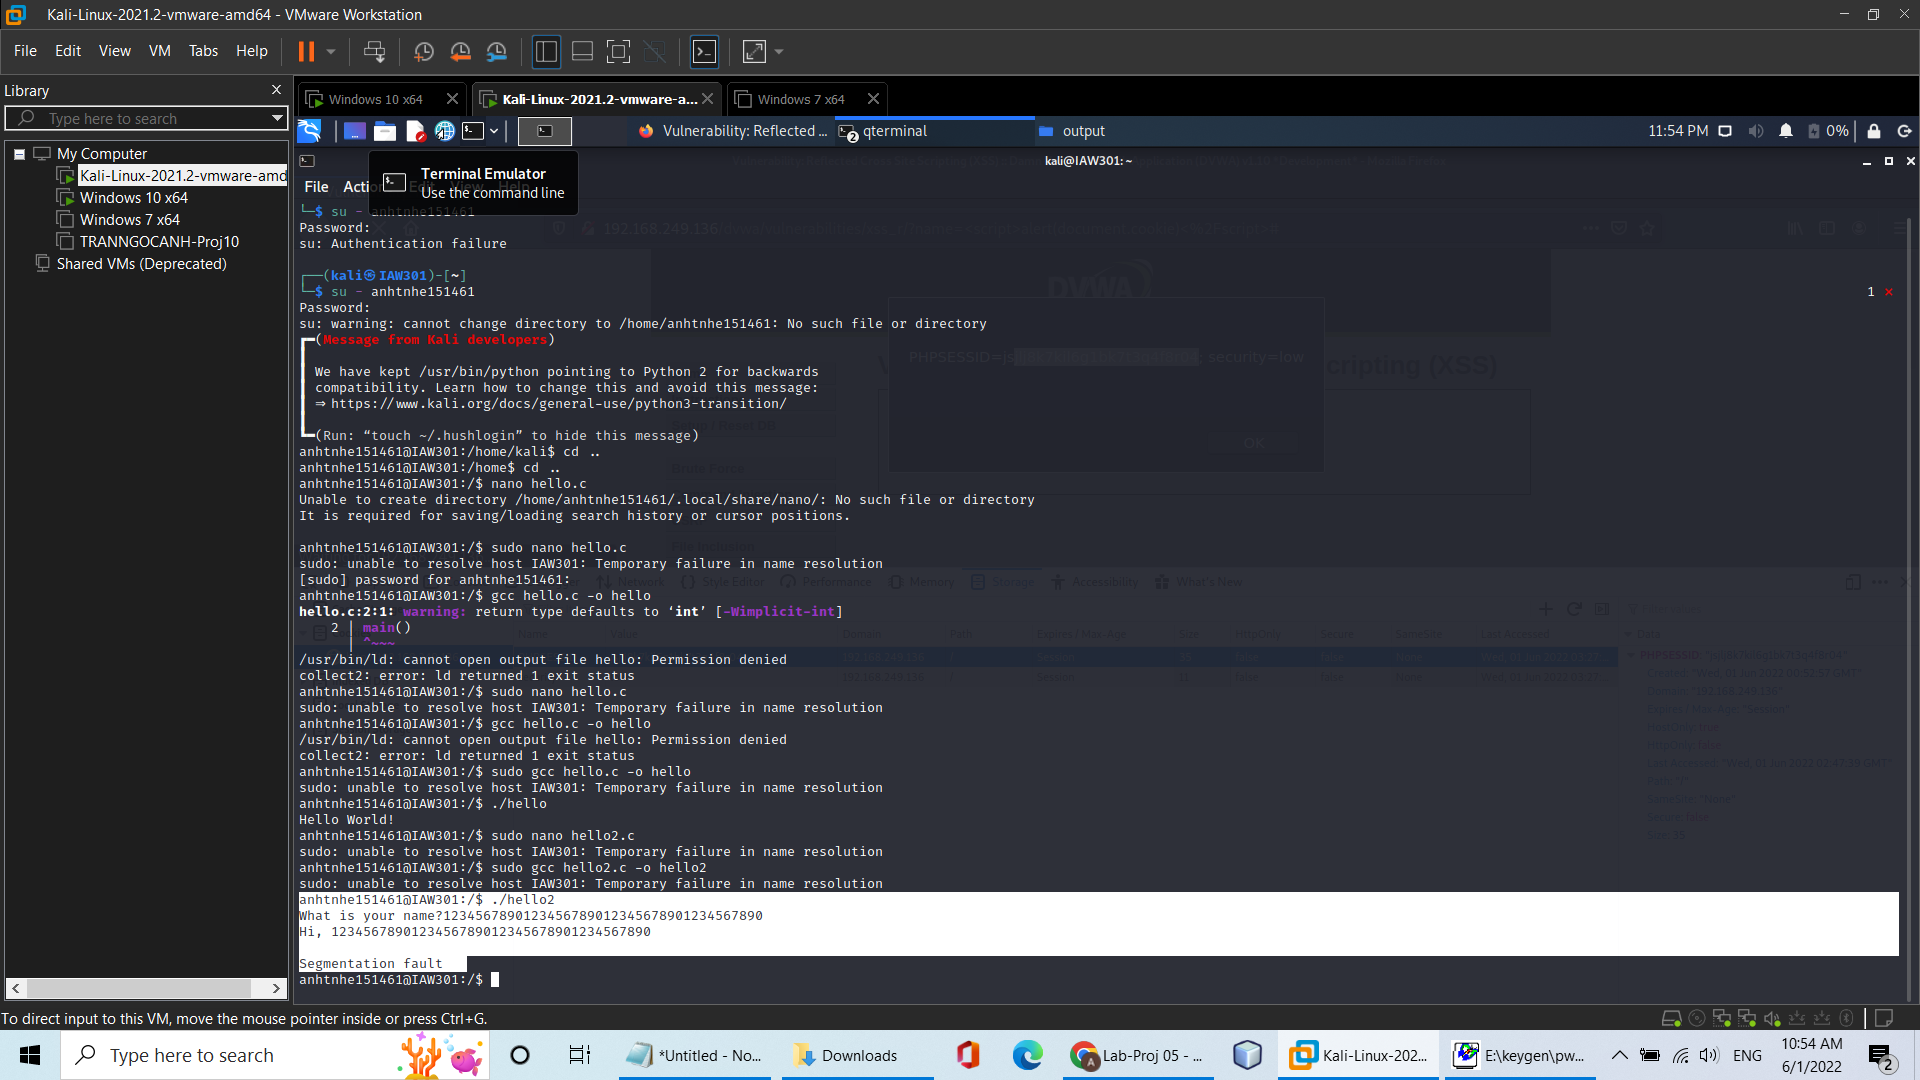 Kali-Linux-2021.2-vmware-amd64 - VMware Workstation
File Edit View VM Tabs Help
Library
Type here to search
My Computer
Kali-Linux-2021.2-vmware-amd
Windows 10 x64
Windows 7 x64
TRANNGOCANH-Proj10
Shared VMs (Deprecated)
Windows 10 x64
Kali-Linux-2021.2-vmware-a...
Windows 7 x64
Vulnerability: Reflected ...
2 qterminal
output
11:54 PM
0%
kali@IAW301: ~
File Actio
Terminal Emulator
Use the command line
└─$ su - anhtnhe151461
Password:
su: Authentication failure
┌──(kali㉿IAW301)-[~]
└─$ su - anhtnhe151461
1 ×
Password:
su: warning: cannot change directory to /home/anhtnhe151461: No such file or directory
┏━(Message from Kali developers)
┃ We have kept /usr/bin/python pointing to Python 2 for backwards
┃ compatibility. Learn how to change this and avoid this message:
┃ ⇒ https://www.kali.org/docs/general-use/python3-transition/
┗━(Run: “touch ~/.hushlogin” to hide this message)
anhtnhe151461@IAW301:/home/kali$ cd ..
anhtnhe151461@IAW301:/home$ cd ..
anhtnhe151461@IAW301:/$ nano hello.c
Unable to create directory /home/anhtnhe151461/.local/share/nano/: No such file or directory
It is required for saving/loading search history or cursor positions.
anhtnhe151461@IAW301:/$ sudo nano hello.c
sudo: unable to resolve host IAW301: Temporary failure in name resolution
[sudo] password for anhtnhe151461:
anhtnhe151461@IAW301:/$ gcc hello.c -o hello
hello.c:2:1: warning: return type defaults to ‘int’ [-Wimplicit-int]
2 | main()
| ^~~~
/usr/bin/ld: cannot open output file hello: Permission denied
collect2: error: ld returned 1 exit status
anhtnhe151461@IAW301:/$ sudo nano hello.c
sudo: unable to resolve host IAW301: Temporary failure in name resolution
anhtnhe151461@IAW301:/$ gcc hello.c -o hello
/usr/bin/ld: cannot open output file hello: Permission denied
collect2: error: ld returned 1 exit status
anhtnhe151461@IAW301:/$ sudo gcc hello.c -o hello
sudo: unable to resolve host IAW301: Temporary failure in name resolution
anhtnhe151461@IAW301:/$ ./hello
Hello World!
anhtnhe151461@IAW301:/$ sudo nano hello2.c
sudo: unable to resolve host IAW301: Temporary failure in name resolution
anhtnhe151461@IAW301:/$ sudo gcc hello2.c -o hello2
sudo: unable to resolve host IAW301: Temporary failure in name resolution
anhtnhe151461@IAW301:/$ ./hello2
What is your name?1234567890123456789012345678901234567890
Hi, 1234567890123456789012345678901234567890
Segmentation fault
anhtnhe151461@IAW301:/$
To direct input to this VM, move the mouse pointer inside or press Ctrl+G.
Type here to search
*Untitled - No...
Downloads
Lab-Proj 05 - ...
Kali-Linux-202...
E:\keygen\pw...
ENG
10:54 AM
6/1/2022
2